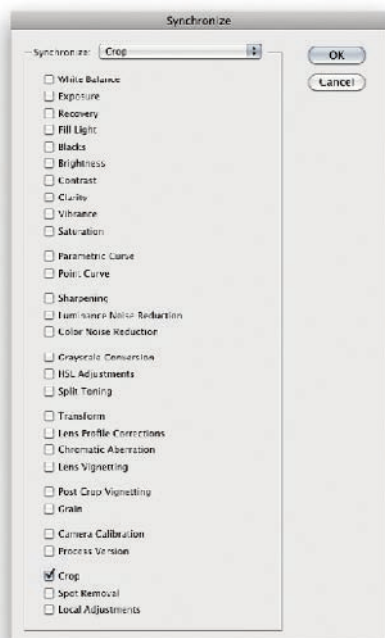 Synchronize
Synchronize: Crop
OK
Cancel
White Balance
Exposure
Recovery
Fill Light
Blacks
Brightness
Contrast
Clarity
Vibrance
Saturation
Parametric Curve
Point Curve
Sharpening
Luminance Noise Reduction
Color Noise Reduction
Grayscale Conversion
HSL Adjustments
Split Toning
Transform
Lens Profile Corrections
Chromatic Aberration
Lens Vignetting
Post Crop Vignetting
Grain
Camera Calibration
Process Version
Crop
Spot Removal
Local Adjustments